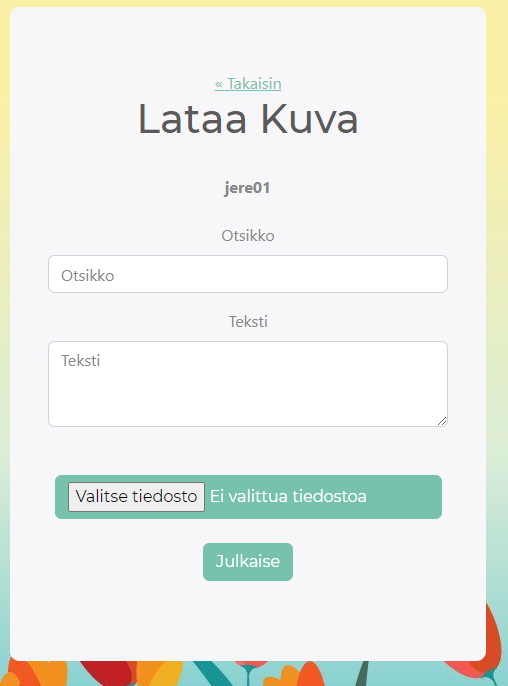 « Takaisin
Lataa Kuva
jere01
Otsikko
Otsikko
Teksti
Teksti
Valitse tiedosto Ei valittua tiedostoa
Julkaise